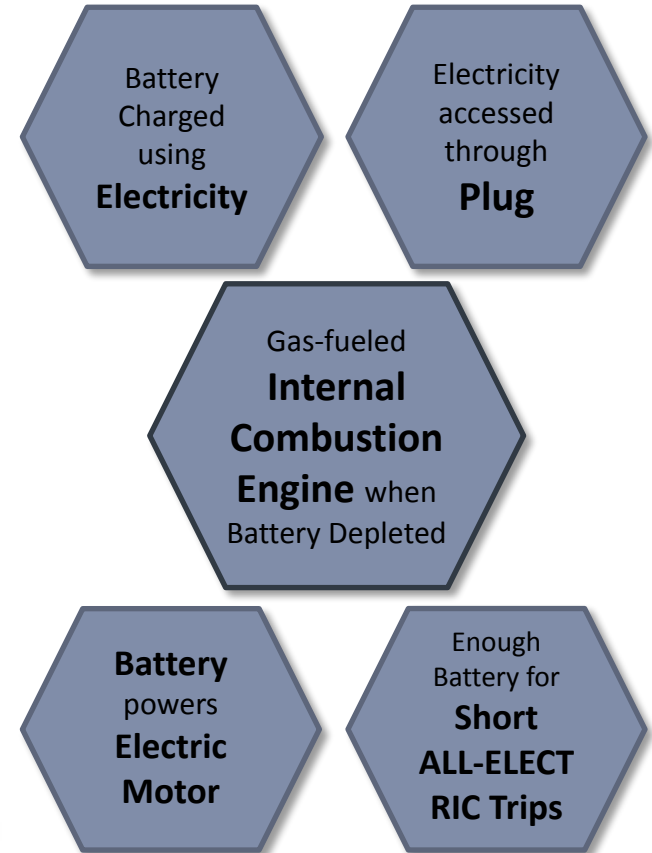 Battery
Charged
using
Electricity
Electricity
accessed
through
Plug
Gas-fueled
Internal
Combustion
Engine when
Battery Depleted
Battery
powers
Electric
Motor
Enough
Battery for
Short
ALL-ELECT
RIC Trips